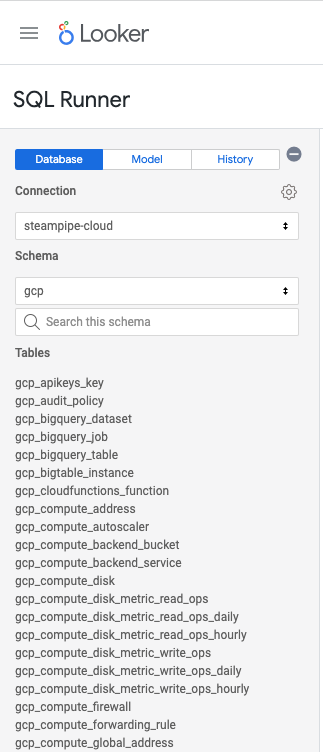 Looker
SQL Runner
Database Model History
Connection
steampipe-cloud
Schema
gcp
Search this schema
Tables
gcp_apikeys_key
gcp_audit_policy
gcp_bigquery_dataset
gcp_bigquery_job
gcp_bigquery_table
gcp_bigtable_instance
gcp_cloudfunctions_function
gcp_compute_address
gcp_compute_autoscaler
gcp_compute_backend_bucket
gcp_compute_backend_service
gcp_compute_disk
gcp_compute_disk_metric_read_ops
gcp_compute_disk_metric_read_ops_daily
gcp_compute_disk_metric_read_ops_hourly
gcp_compute_disk_metric_write_ops
gcp_compute_disk_metric_write_ops_daily
gcp_compute_disk_metric_write_ops_hourly
gcp_compute_firewall
gcp_compute_forwarding_rule
gcp_compute_global_address